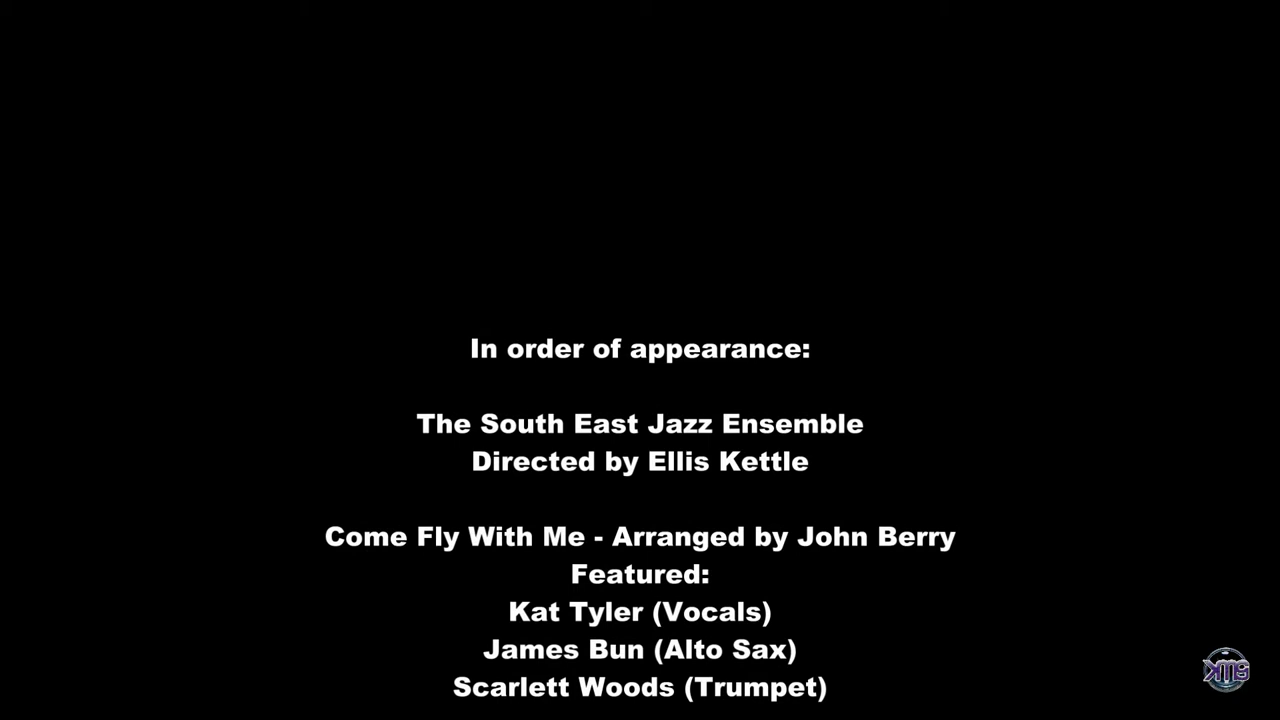 In order of appearance:
The South East Jazz Ensemble
Directed by Ellis Kettle
Come Fly With Me - Arranged by John Berry
Featured:
Kat Tyler (Vocals)
James Bun (Alto Sax)
Scarlett Woods (Trumpet)